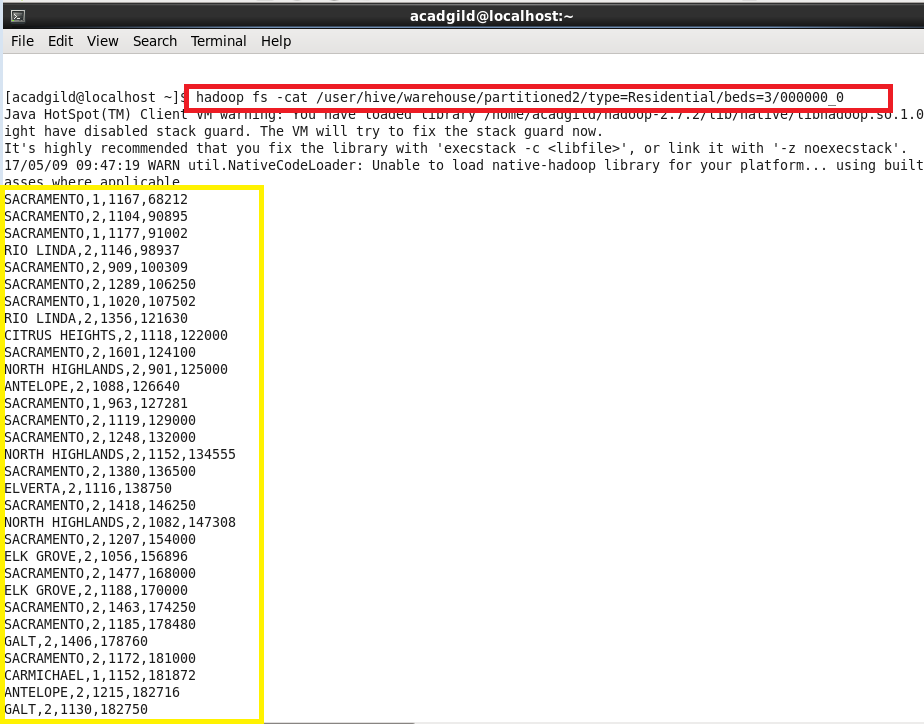 acadgild@localhost:~
File Edit View Search Terminal Help
[acadgild@localhost ~]$ hadoop fs -cat /user/hive/warehouse/partitioned2/type=Residential/beds=3/000000_0
Java HotSpot(TM) Client VM warning: You have loaded library /home/acadgild/hadoop-2.7.2/lib/native/libhadoop.so.1.0
ight have disabled stack guard. The VM will try to fix the stack guard now.
It's highly recommended that you fix the library with 'execstack -c <libfile>', or link it with '-z noexecstack'.
17/05/09 09:47:19 WARN util.NativeCodeLoader: Unable to load native-hadoop library for your platform... using built
asses where applicable
SACRAMENTO,1,1167,68212
SACRAMENTO,2,1104,90895
SACRAMENTO,1,1177,91002
RIO LINDA,2,1146,98937
SACRAMENTO,2,909,100309
SACRAMENTO,2,1289,106250
SACRAMENTO,1,1020,107502
RIO LINDA,2,1356,121630
CITRUS HEIGHTS,2,1118,122000
SACRAMENTO,2,1601,124100
NORTH HIGHLANDS,2,901,125000
ANTELOPE,2,1088,126640
SACRAMENTO,1,963,127281
SACRAMENTO,2,1119,129000
SACRAMENTO,2,1248,132000
NORTH HIGHLANDS,2,1152,134555
SACRAMENTO,2,1380,136500
ELVERTA,2,1116,138750
SACRAMENTO,2,1418,146250
NORTH HIGHLANDS,2,1082,147308
SACRAMENTO,2,1207,154000
ELK GROVE,2,1056,156896
SACRAMENTO,2,1477,168000
ELK GROVE,2,1188,170000
SACRAMENTO,2,1463,174250
SACRAMENTO,2,1185,178480
GALT,2,1406,178760
SACRAMENTO,2,1172,181000
CARMICHAEL,1,1152,181872
ANTELOPE,2,1215,182716
GALT,2,1130,182750